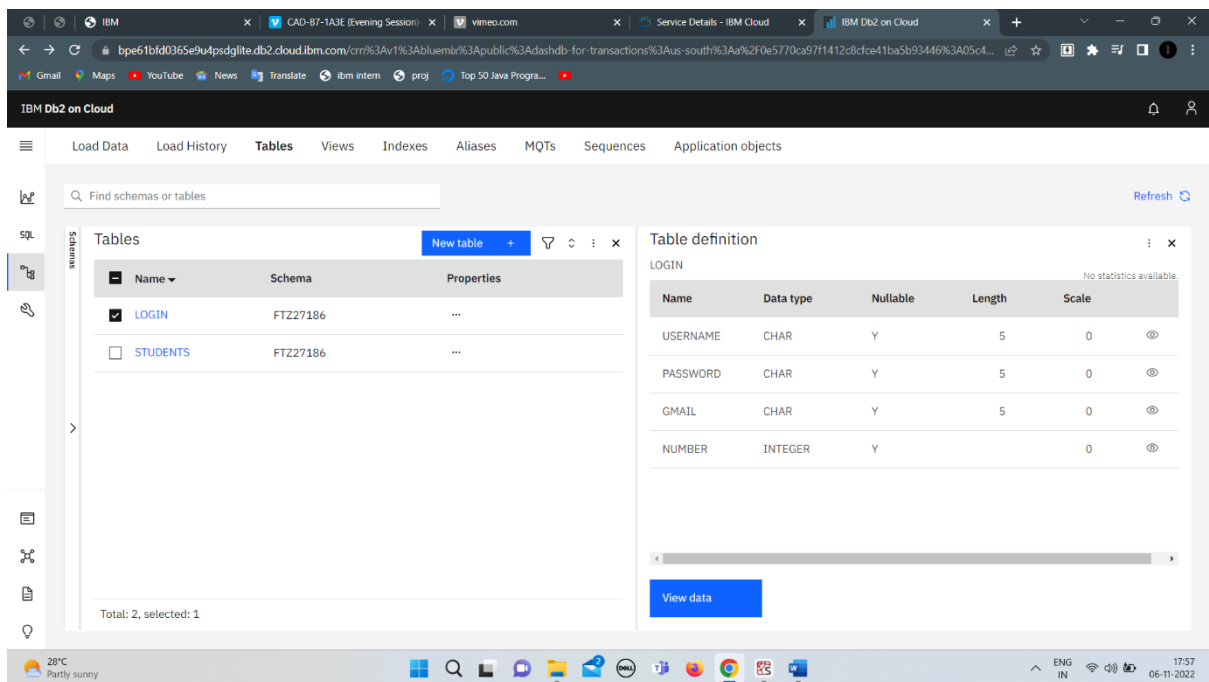 IBM
CAD-B7-1A3E (Evening Session)
vimeo.com
Service Details - IBM Cloud
IBM Db2 on Cloud
bpe61bfd0365e9u4psdglite.db2.cloud.ibm.com/crn%3Av1%3Abluemix%3Apublic%3Adashdb-for-transactions%3Aus-south%3Aa%2F0e5770ca97f1412c8cfce41ba5b93446%3A05c4...
Gmail Maps YouTube News Translate ibm intern proj Top 50 Java Progra...
IBM Db2 on Cloud
Load Data Load History Tables Views Indexes Aliases MQTs Sequences Application objects
Find schemas or tables
Refresh
SQL
Schemas
Tables
New table +
Name Schema Properties
LOGIN FTZ27186 ...
STUDENTS FTZ27186 ...
Total: 2, selected: 1
Table definition
LOGIN
No statistics available.
Name Data type Nullable Length Scale
USERNAME CHAR Y 5 0
PASSWORD CHAR Y 5 0
GMAIL CHAR Y 5 0
NUMBER INTEGER Y 0
View data
28°C
Partly sunny
2
DELL
ENG
IN
17:57
06-11-2022